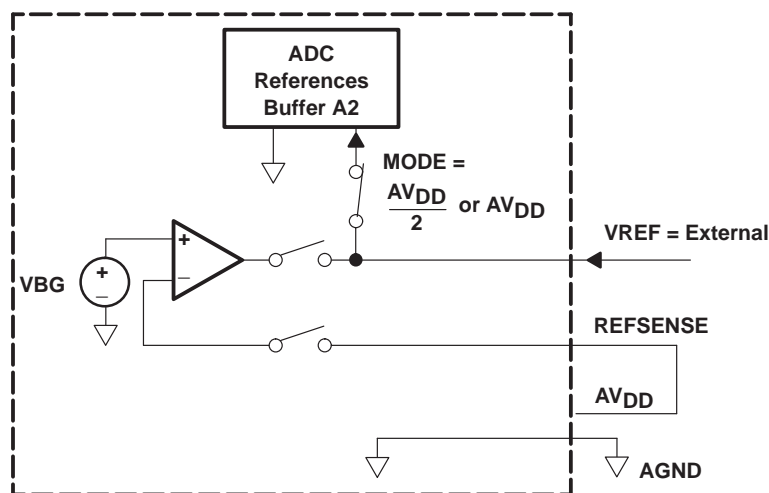 ADC
References
Buffer A2
MODE =
AVDD
2
or AVDD
VREF = External
+
−
VBG
+
−
REFSENSE
AVDD
AGND